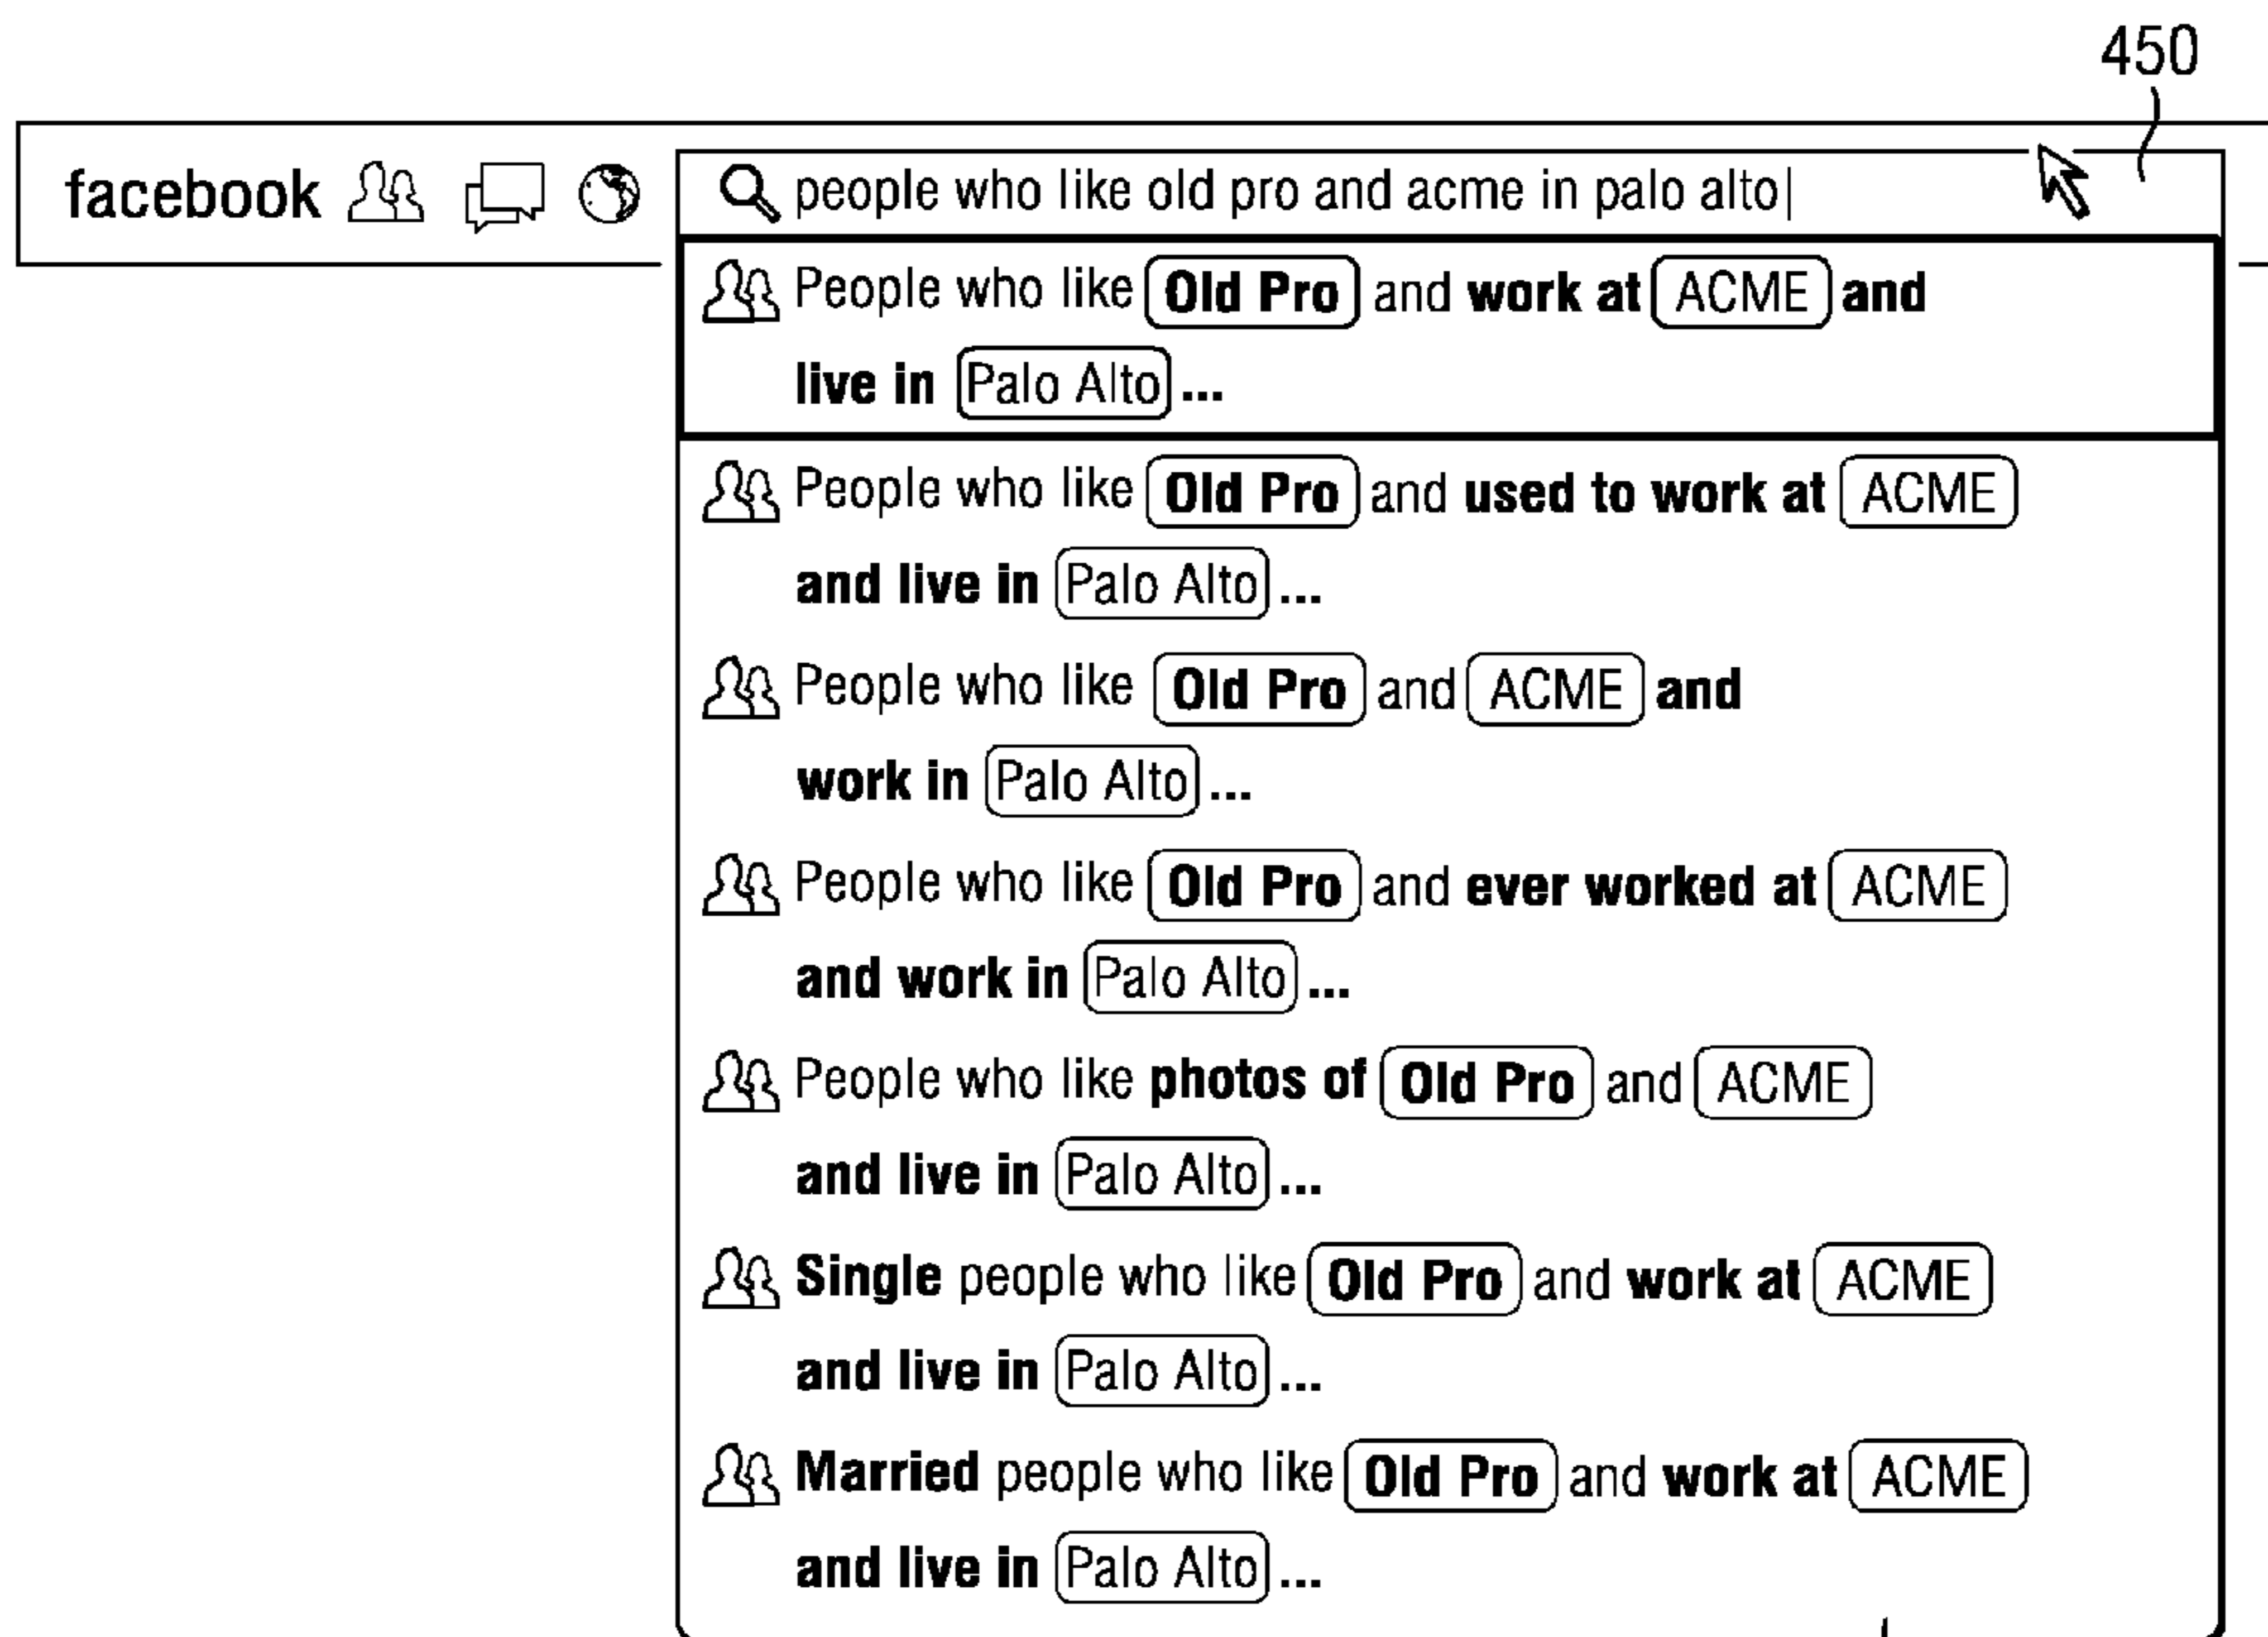 450
facebook people who like old pro and acme in palo alto
People who like Old Pro and work at ACME and
live in Palo Alto...
People who like Old Pro and used to work at ACME
and live in Palo Alto...
People who like Old Pro and ACME and
work in Palo Alto...
People who like Old Pro and ever worked at ACME
and work in Palo Alto...
People who like photos of Old Pro and ACME
and live in Palo Alto...
Single people who like Old Pro and work at ACME
and live in Palo Alto...
Married people who like Old Pro and work at ACME
and live in Palo Alto...